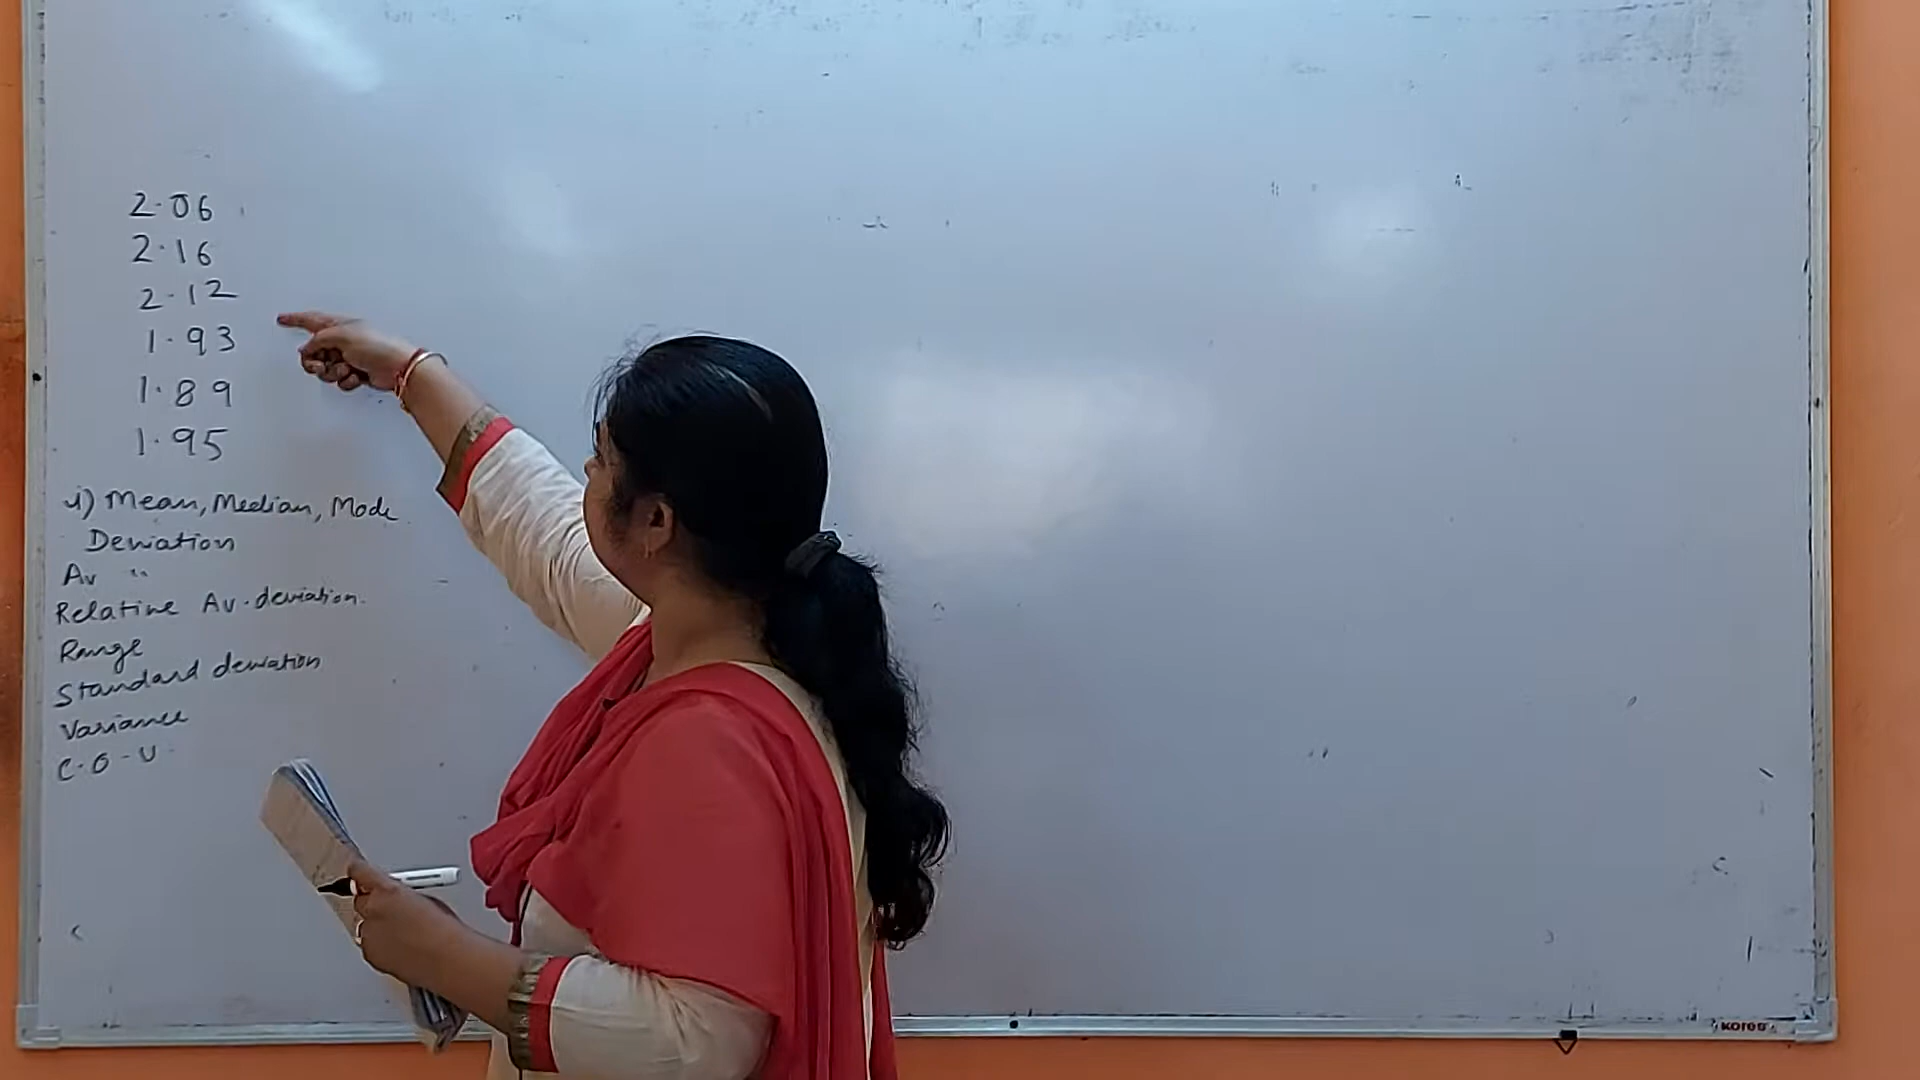 2.06
2.16
2.12
1.93
1.89
1.95
i) Mean, Median, Mode
Deviation
Av "
Relative Av. deviation.
Range
Standard deviation
Variance
C.O.V
kores